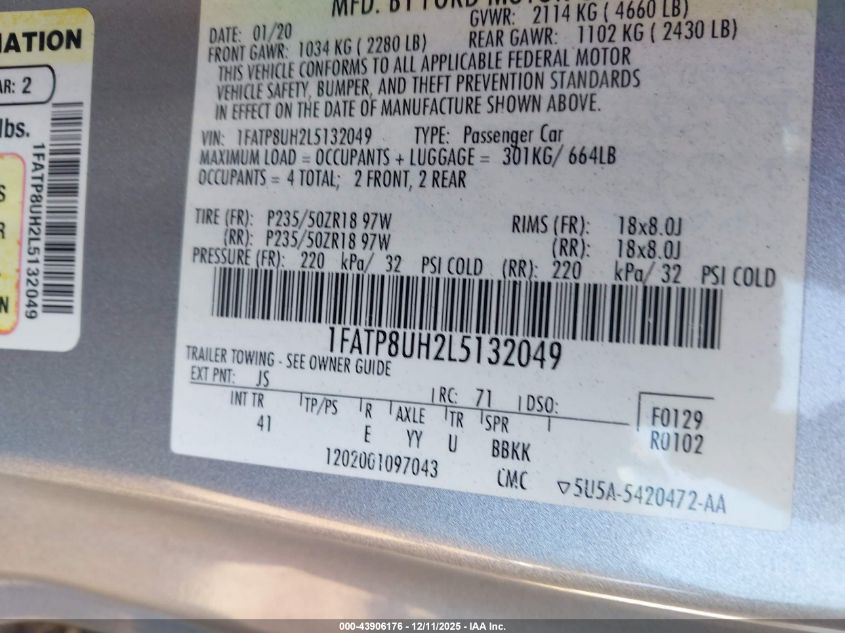 MFD. BY FORD MOTOR
DATE: 01/20 GVWR: 2114 KG ( 4660 LB)
FRONT GAWR: 1034 KG ( 2280 LB) REAR GAWR: 1102 KG ( 2430 LB)
THIS VEHICLE CONFORMS TO ALL APPLICABLE FEDERAL MOTOR
VEHICLE SAFETY, BUMPER, AND THEFT PREVENTION STANDARDS
IN EFFECT ON THE DATE OF MANUFACTURE SHOWN ABOVE.
VIN: 1FATP8UH2L5132049 TYPE: Passenger Car
MAXIMUM LOAD = OCCUPANTS + LUGGAGE = 301KG/ 664LB
OCCUPANTS = 4 TOTAL; 2 FRONT, 2 REAR
TIRE (FR): P235/50ZR18 97W RIMS (FR): 18x8.0J
(RR): P235/50ZR18 97W (RR): 18x8.0J
PRESSURE (FR): 220 kPa/ 32 PSI COLD (RR): 220 kPa/ 32 PSI COLD
1FATP8UH2L5132049
TRAILER TOWING - SEE OWNER GUIDE
EXT PNT: JS RC: 71 DSO:
INT TR TP/PS R AXLE TR SPR F0129
41 E YY U BBKK R0102
1202001097043 CMC ▽5U5A-5420472-AA
MATION
AR: 2
lbs.
1FATP8UH2L5132049
S
R
N
000-43906176 - 12/11/2025 - IAA Inc.